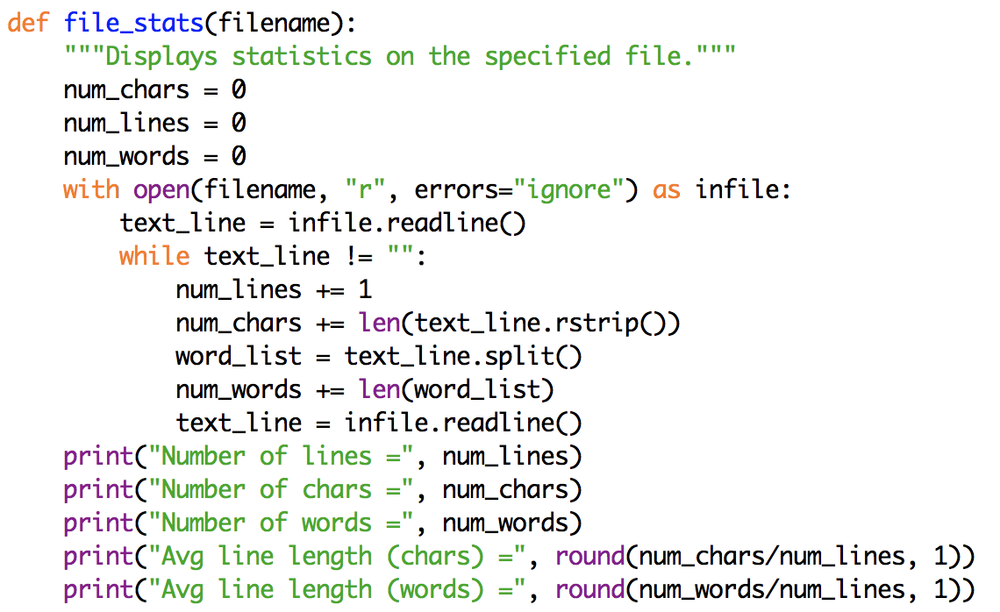 def file_stats(filename):
    """Displays statistics on the specified file."""
    num_chars = 0
    num_lines = 0
    num_words = 0
    with open(filename, "r", errors="ignore") as infile:
        text_line = infile.readline()
        while text_line != "":
            num_lines += 1
            num_chars += len(text_line.rstrip())
            word_list = text_line.split()
            num_words += len(word_list)
            text_line = infile.readline()
    print("Number of lines =", num_lines)
    print("Number of chars =", num_chars)
    print("Number of words =", num_words)
    print("Avg line length (chars) =", round(num_chars/num_lines, 1))
    print("Avg line length (words) =", round(num_words/num_lines, 1))